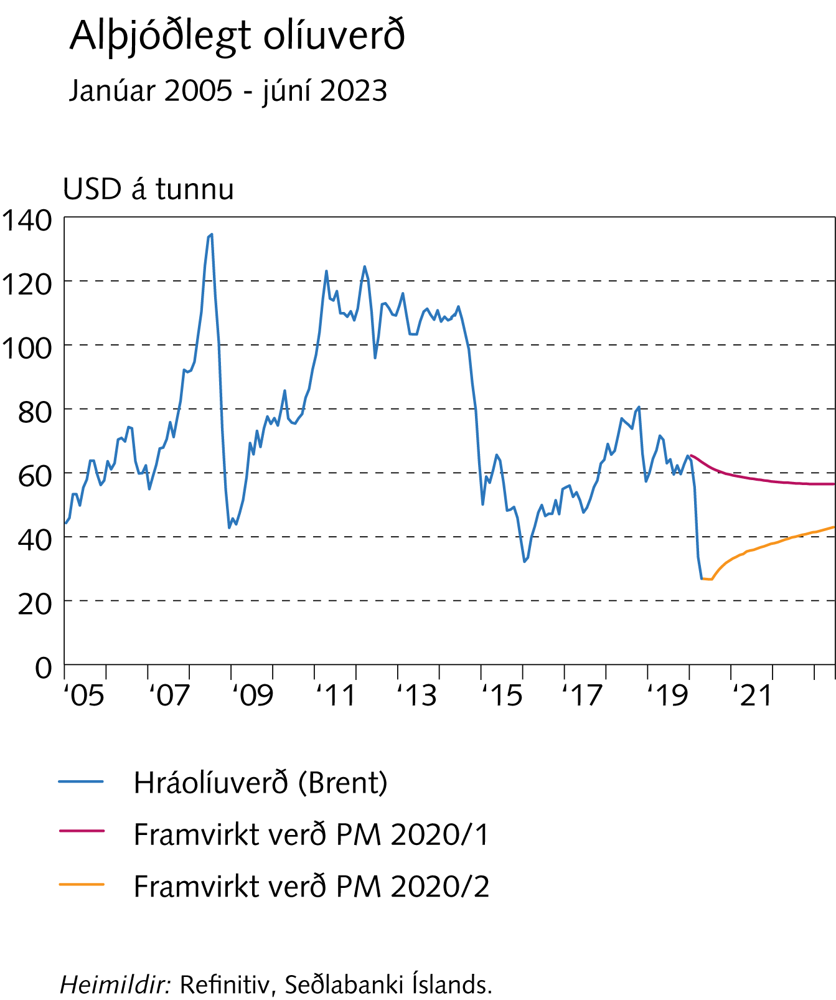 Alþjóðlegt olíuverð
Janúar 2005 - júní 2023
USD á tunnu
140
120
100
80
60
40
20
0
‘05 ‘07 ‘09 ‘11 ‘13 ‘15 ‘17 ‘19 ‘21
Hráolíuverð (Brent)
Framvirkt verð PM 2020/1
Framvirkt verð PM 2020/2
Heimildir: Refinitiv, Seðlabanki Íslands.